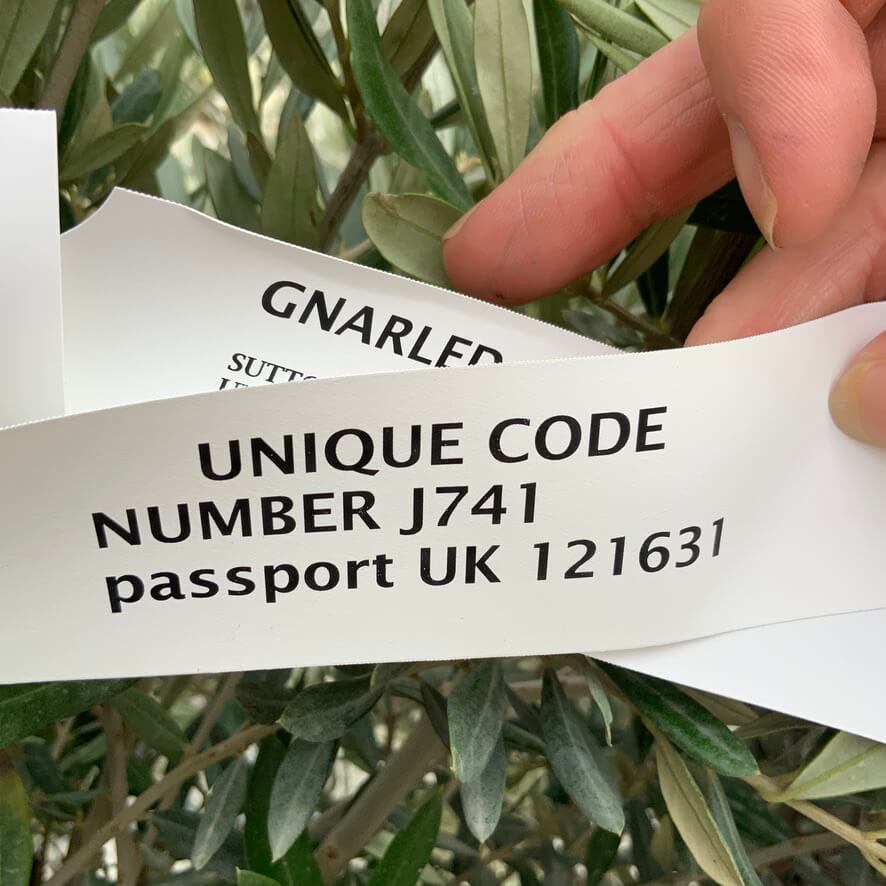 GNARLED
UNIQUE CODE
NUMBER J741
passport UK 121631